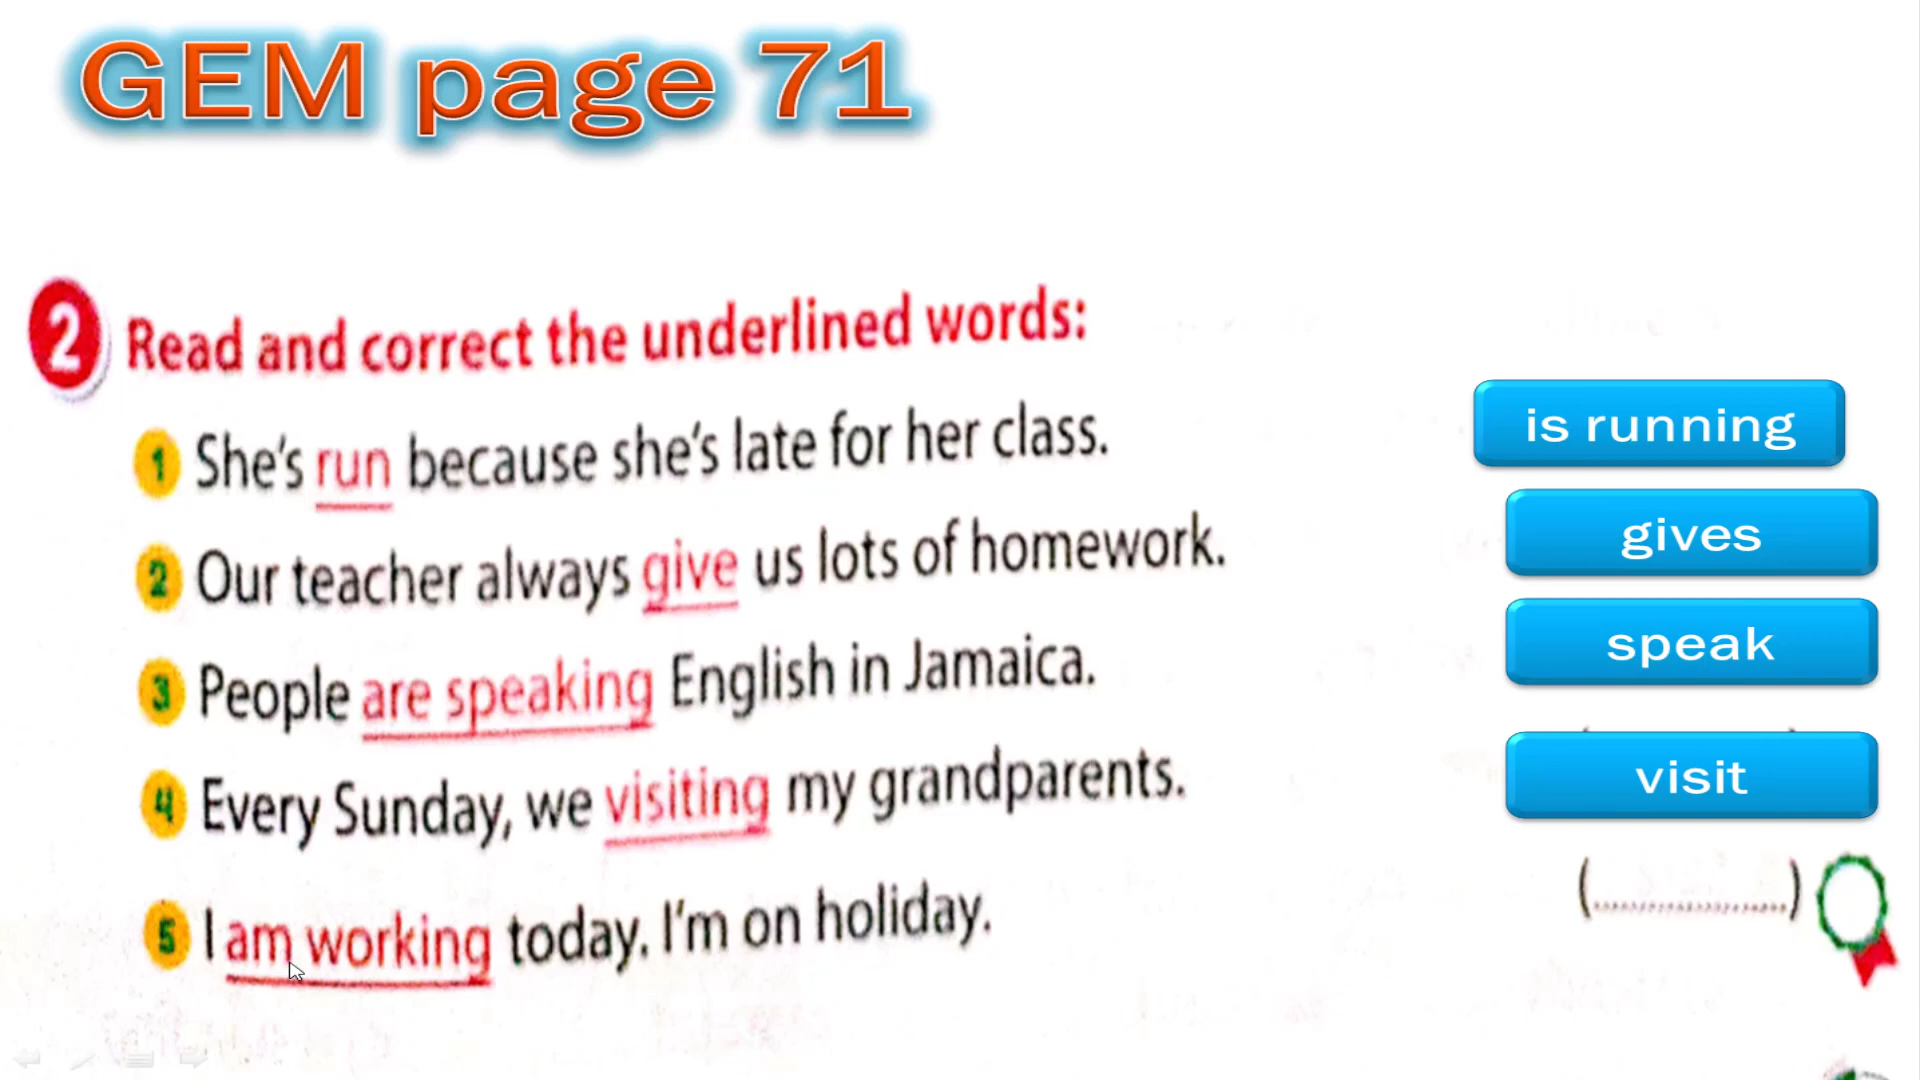 GEM page 71
2 Read and correct the underlined words:
1 She's run because she's late for her class.
is running
2 Our teacher always give us lots of homework.
gives
3 People are speaking English in Jamaica.
speak
4 Every Sunday, we visiting my grandparents.
visit
5 I am working today. I'm on holiday.
(....................)